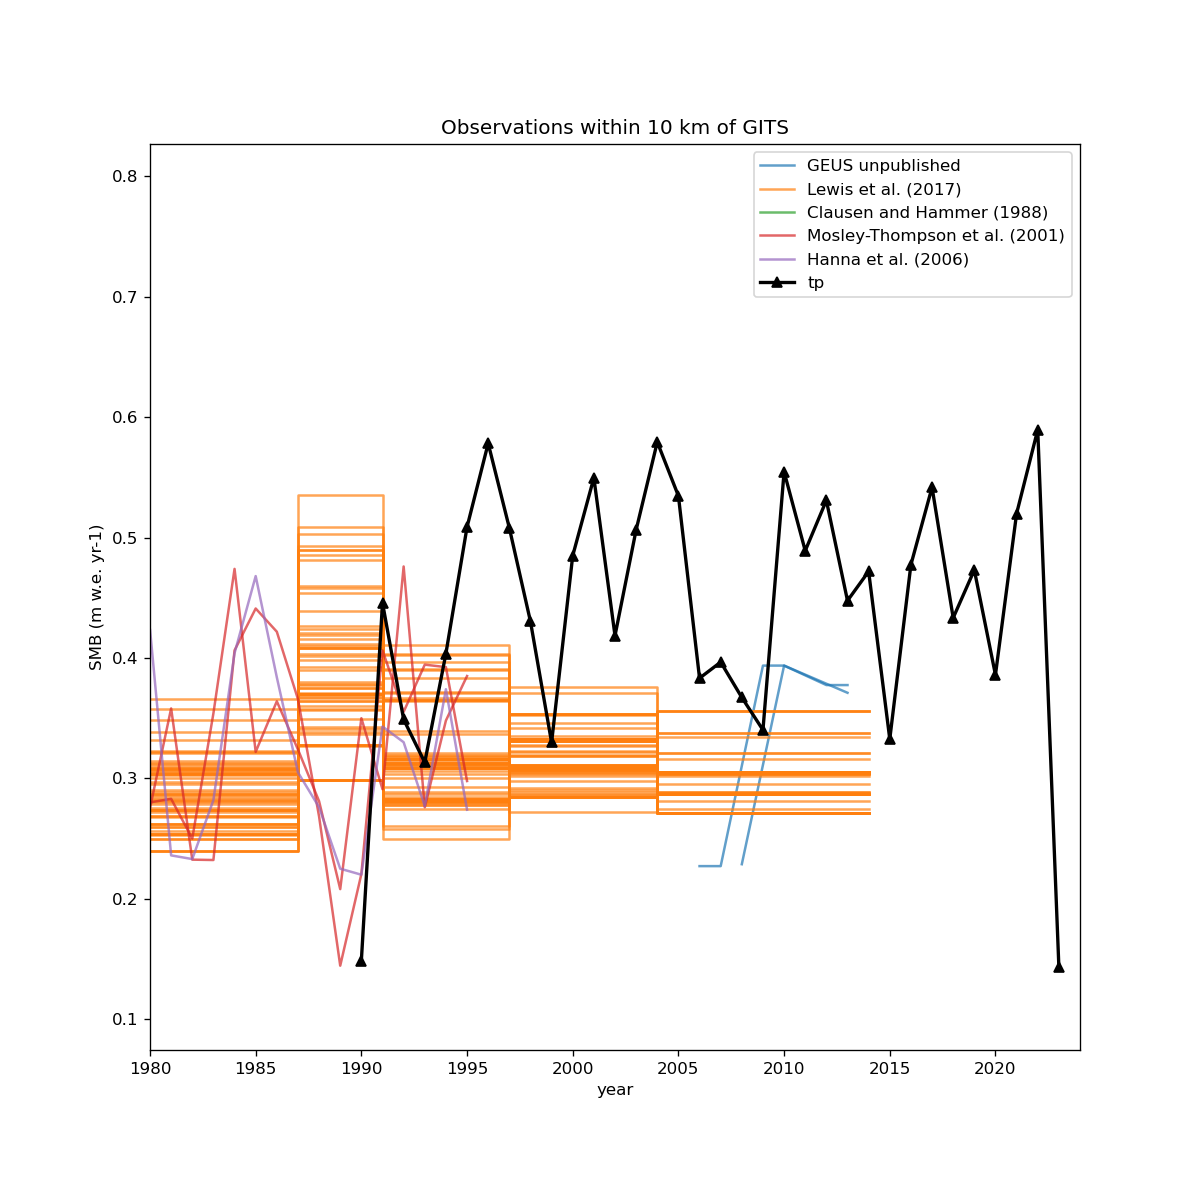 Observations within 10 km of GITS
GEUS unpublished
Lewis et al. (2017)
Clausen and Hammer (1988)
Mosley-Thompson et al. (2001)
Hanna et al. (2006)
tp
SMB (m w.e. yr-1)
0.8
0.7
0.6
0.5
0.4
0.3
0.2
0.1
1980 1985 1990 1995 2000 2005 2010 2015 2020
year